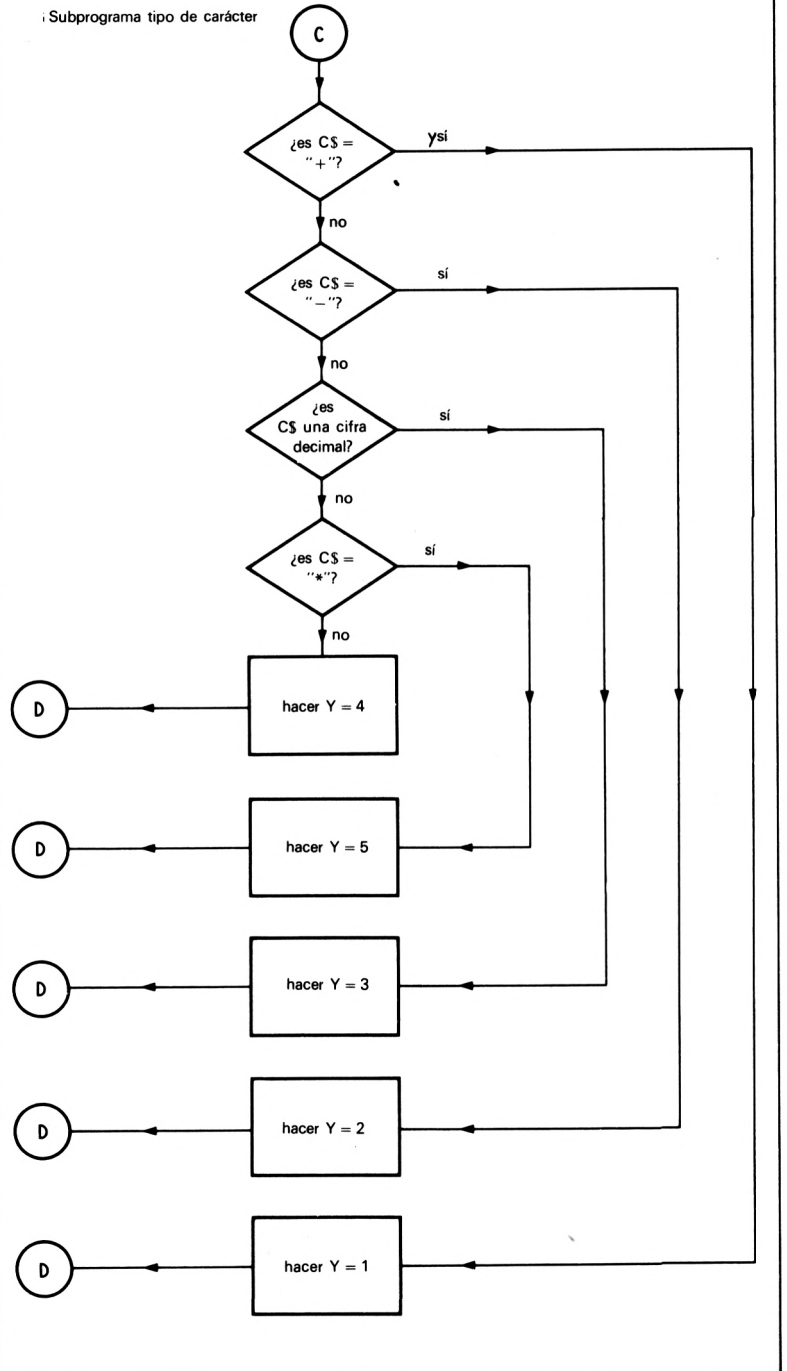 Subprograma tipo de carácter
C
¿es C$ =
"+"?
ysí
no
¿es C$ =
"−"?
sí
no
¿es
C$ una cifra
decimal?
sí
no
¿es C$ =
"*"?
sí
no
D
hacer Y = 4
D
hacer Y = 5
D
hacer Y = 3
D
hacer Y = 2
D
hacer Y = 1